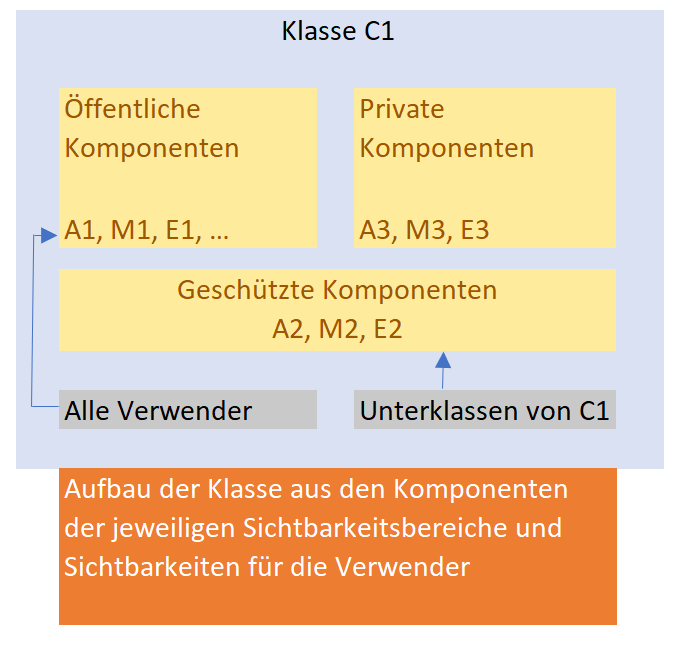 Klasse C1
Öffentliche
Komponenten
A1, M1, E1, …
Private
Komponenten
A3, M3, E3
Geschützte Komponenten
A2, M2, E2
Alle Verwender
Unterklassen von C1
Aufbau der Klasse aus den Komponenten
der jeweiligen Sichtbarkeitsbereiche und
Sichtbarkeiten für die Verwender